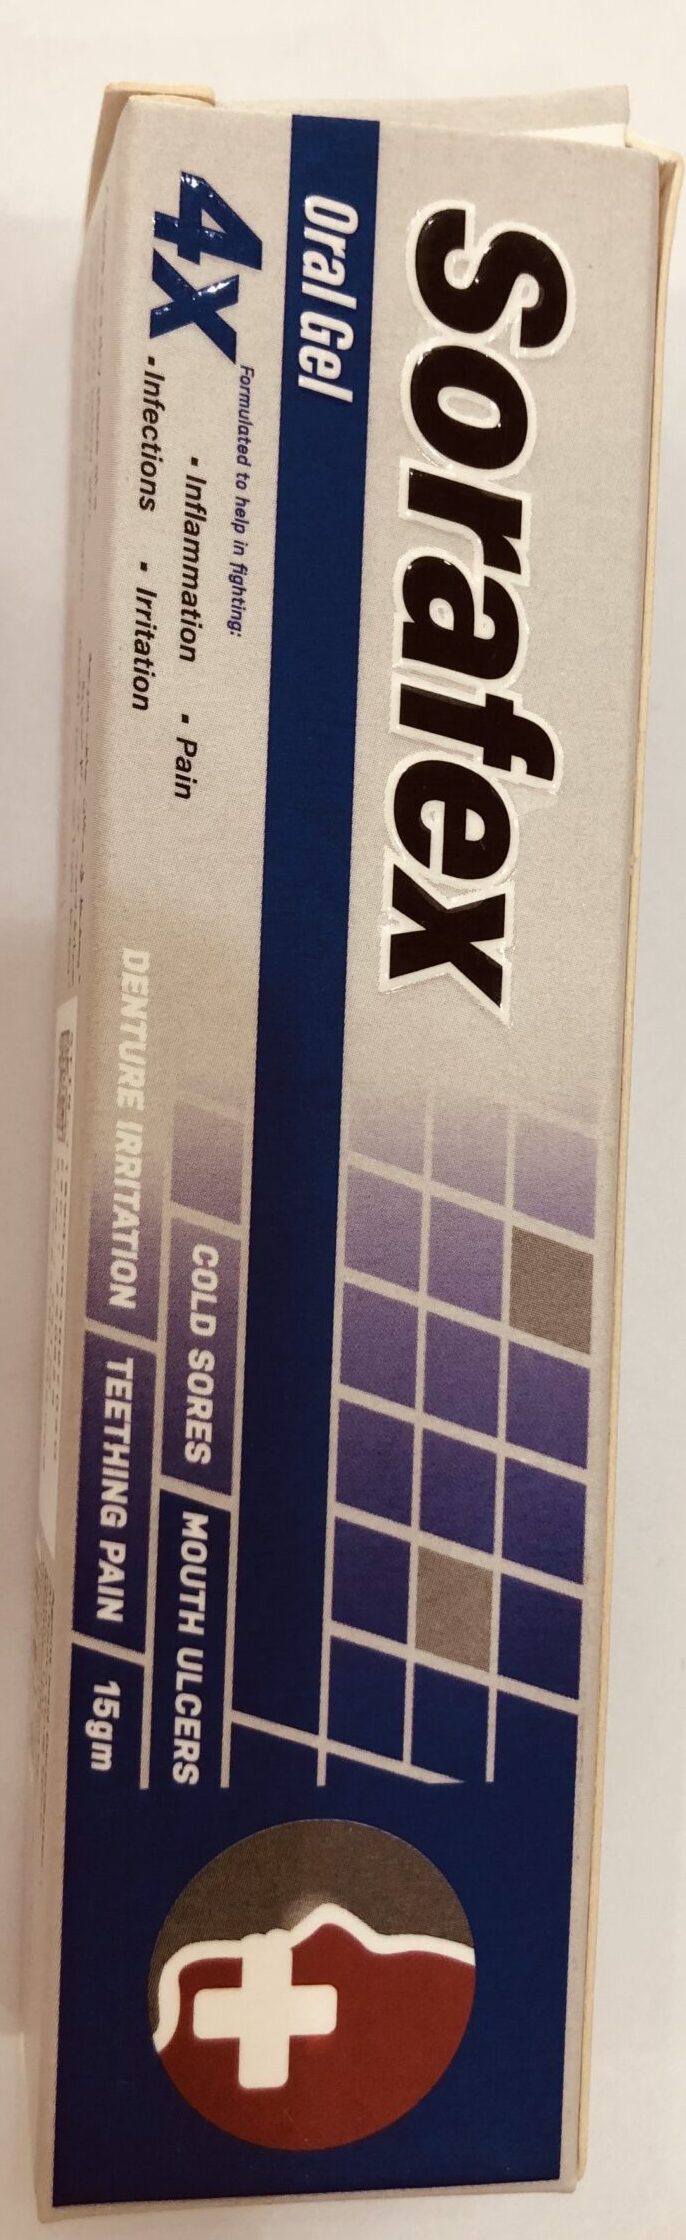 Sorafex
Oral Gel
4X
Formulated to help in fighting:
- Inflammation - Pain
- Infections - Irritation
COLD SORES MOUTH ULCERS
DENTURE IRRITATION TEETHING PAIN 15gm